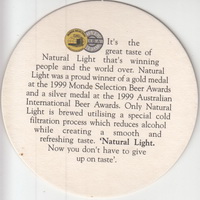 It's the
great taste of
Natural Light that's winning
people and the world over. Natural
Light was a proud winner of a gold medal
at the 1999 Monde Selection Beer Awards
and a silver medal at the 1999 Australian
International Beer Awards. Only Natural
Light is brewed utilising a special cold
filtration process which reduces alcohol
while creating a smooth and
refreshing taste. 'Natural Light.
Now you don't have to give
up on taste'.